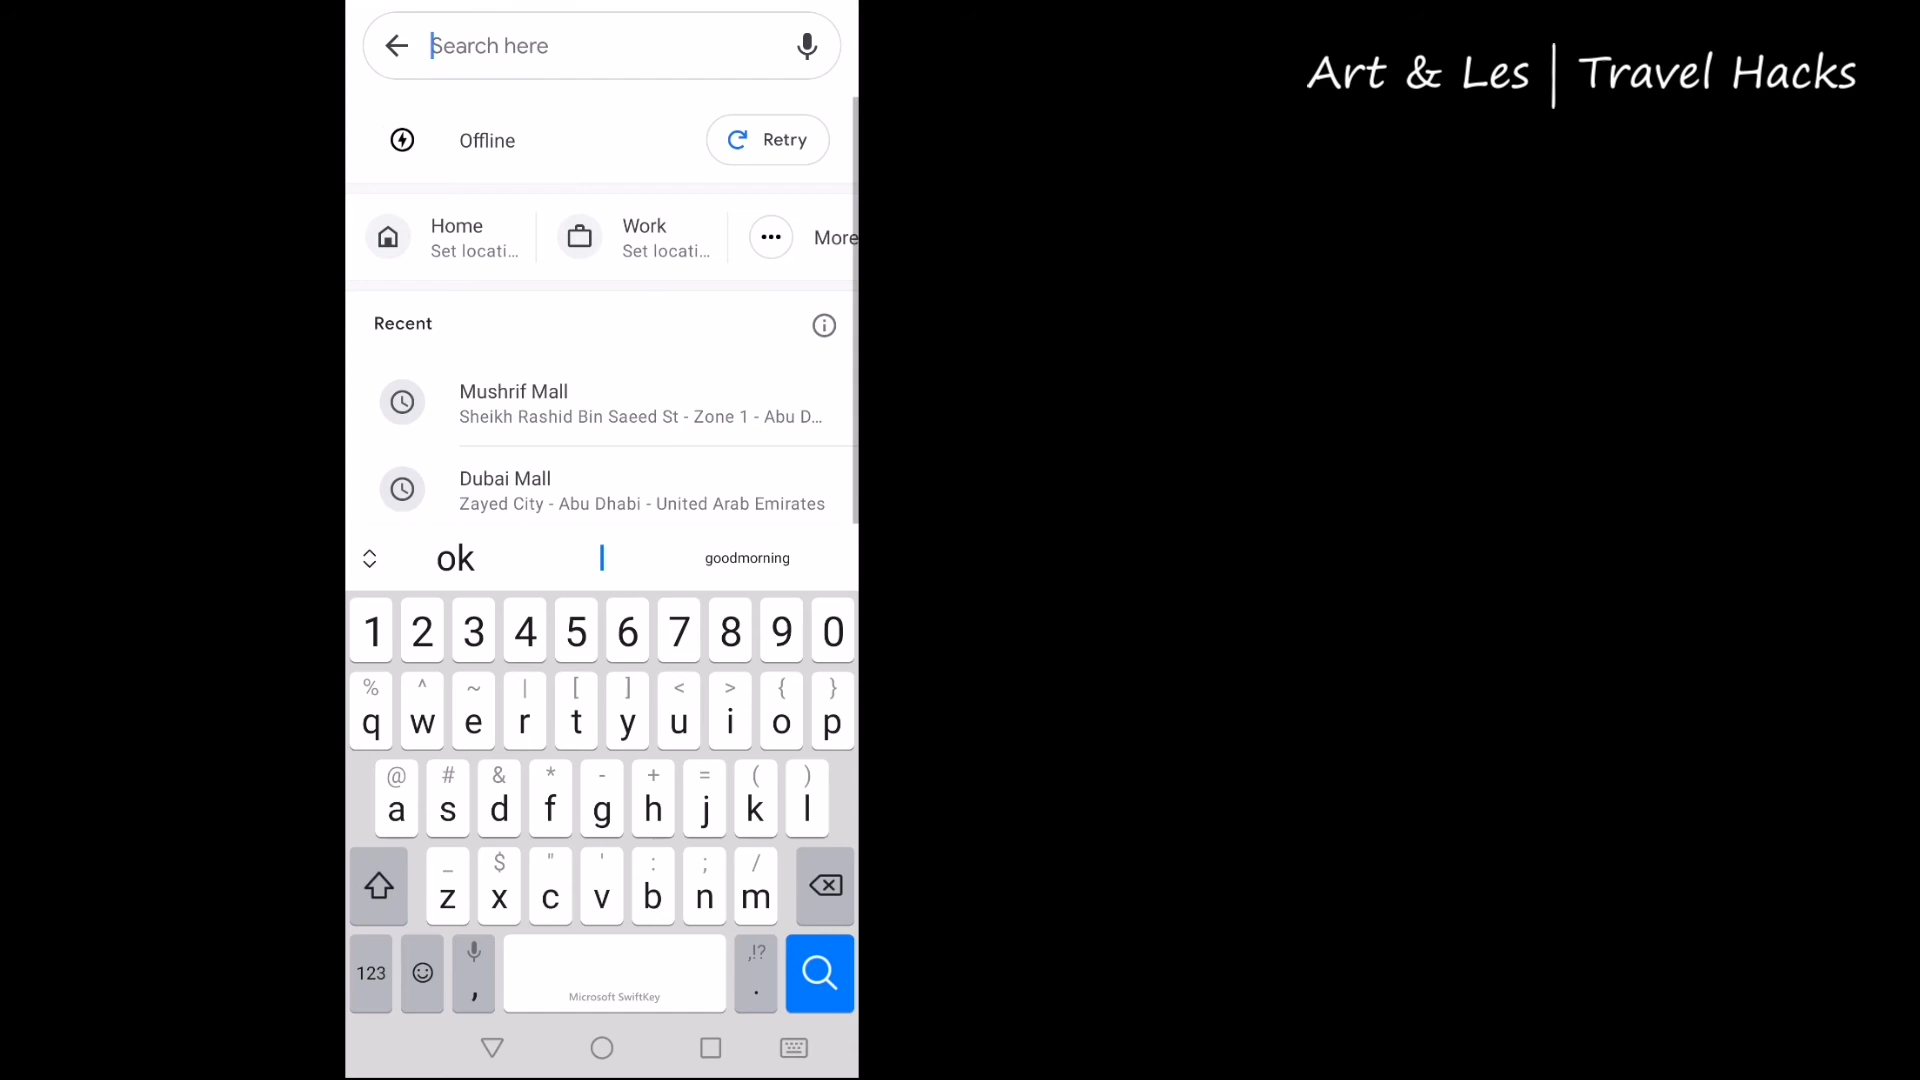 Search here
Art & Les | Travel Hacks
Offline
Retry
Home
Set locati...
Work
Set locati...
More
Recent
Mushrif Mall
Sheikh Rashid Bin Saeed St - Zone 1 - Abu D...
Dubai Mall
Zayed City - Abu Dhabi - United Arab Emirates
ok
goodmorning
1 2 3 4 5 6 7 8 9 0
% ^ ~ | [ ] < > { }
q w e r t y u i o p
@ # & * - + = ( )
a s d f g h j k l
_ $ " ' : ; /
z x c v b n m
,!?
123 , .
Microsoft SwiftKey